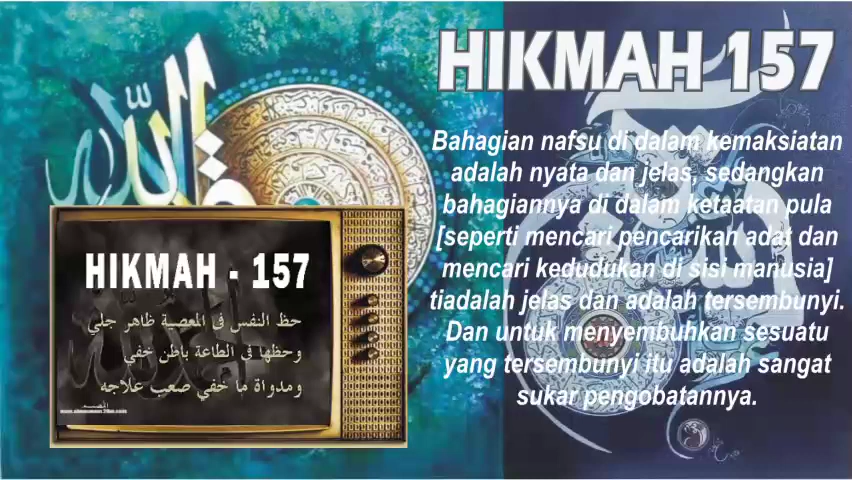 HIKMAH 157
Bahagian nafsu di dalam kemaksiatan
adalah nyata dan jelas, sedangkan
bahagiannya di dalam ketaatan pula
[seperti mencari pencarikan adat dan
mencari kedudukan di sisi manusia]
tiadalah jelas dan adalah tersembunyi.
Dan untuk menyembuhkan sesuatu
yang tersembunyi itu adalah sangat
sukar pengobatannya.
HIKMAH - 157
حظ النفس فى المعصية ظاهر جلي
وحظها فى الطاعة باطن خفي
ومدواة ما خفي صعب علاجه
الله